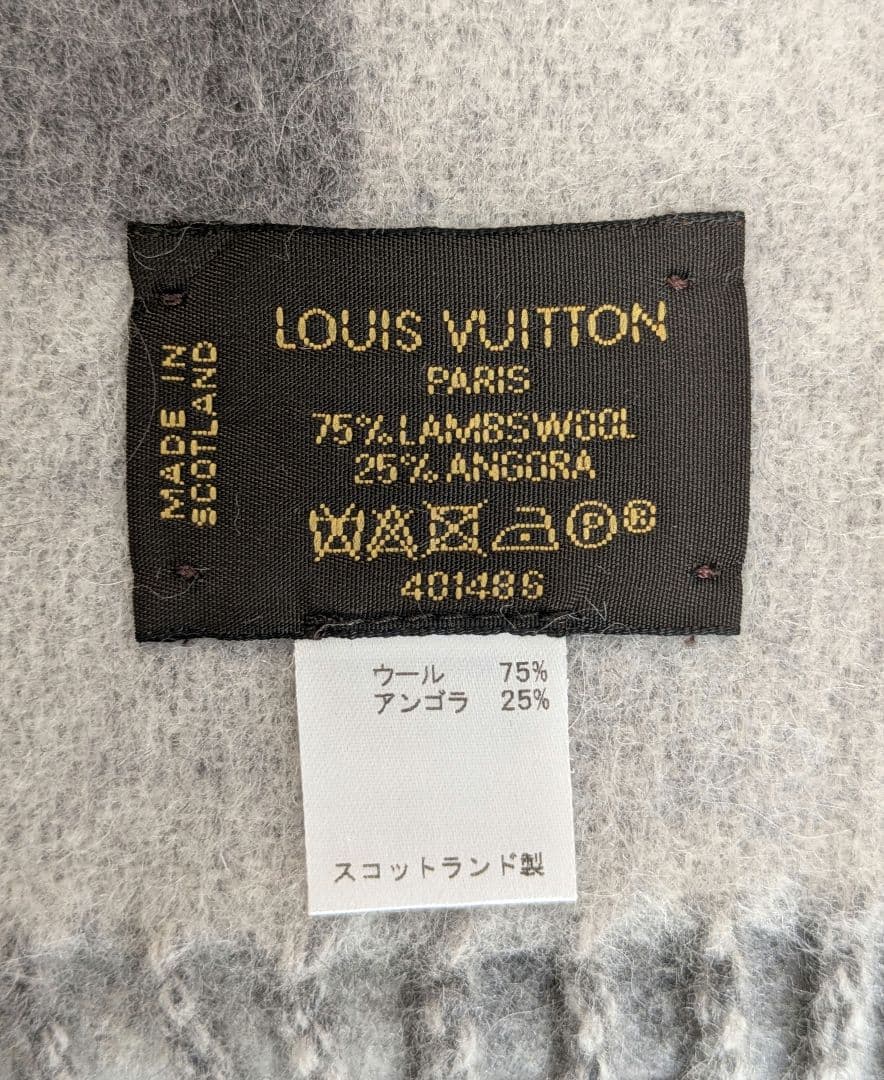 LOUIS VUITTON
PARIS
75% LAMBSWOOL
25% ANGORA
P®
401486
MADE IN
SCOTLAND
ウール 75%
アンゴラ 25%
スコットランド製